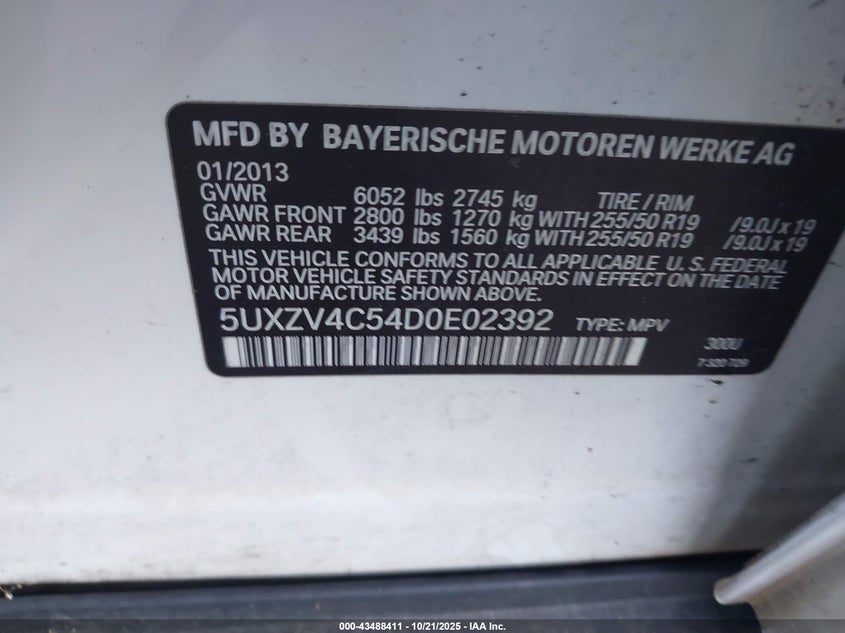 MFD BY BAYERISCHE MOTOREN WERKE AG
01/2013
GVWR 6052 lbs 2745 kg TIRE / RIM
GAWR FRONT 2800 lbs 1270 kg WITH 255/50 R19 /9.0J x 19
GAWR REAR 3439 lbs 1560 kg WITH 255/50 R19 /9.0J x 19
THIS VEHICLE CONFORMS TO ALL APPLICABLE U. S. FEDERAL
MOTOR VEHICLE SAFETY STANDARDS IN EFFECT ON THE DATE
OF MANUFACTURE SHOWN ABOVE.
5UXZV4C54D0E02392 TYPE: MPV 300U
7 320 709
000-43488411 - 10/21/2025 - IAA Inc.